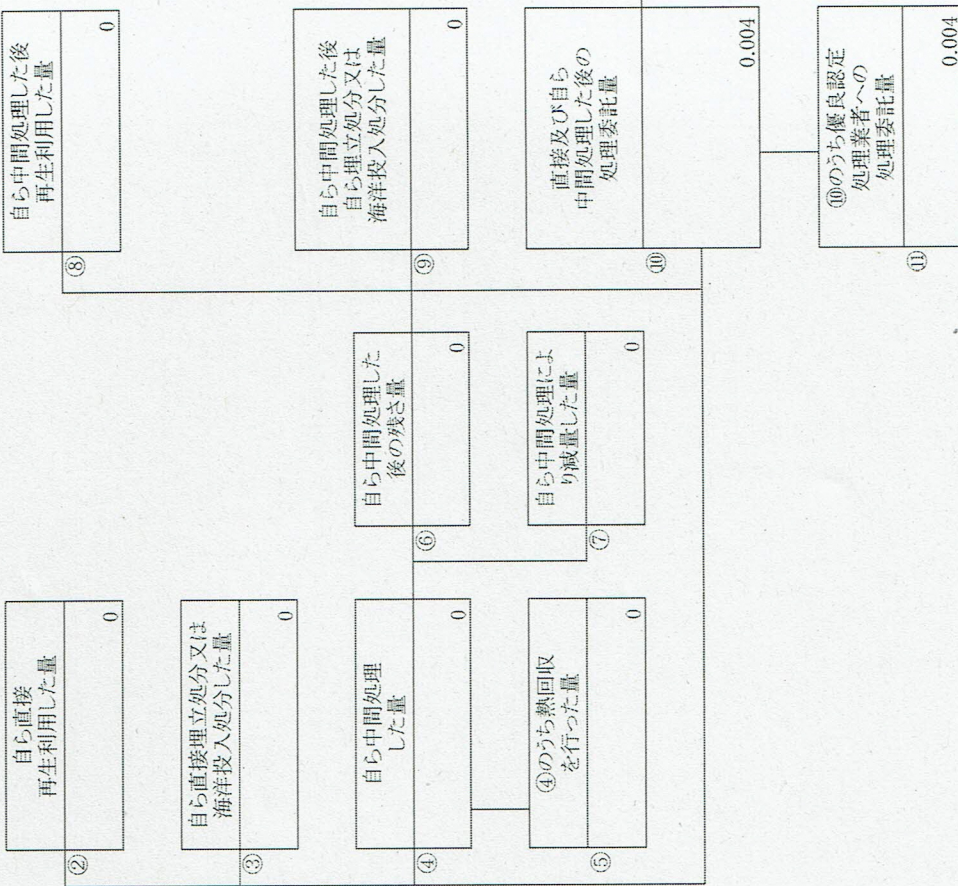 ②
自ら直接
再生利用した量
0
③
自ら直接埋立処分又は
海洋投入処分した量
0
④
自ら中間処理
した量
0
⑤
④のうち熱回収
を行った量
0
⑥
自ら中間処理した
後の残さ量
0
⑦
自ら中間処理によ
り減量した量
0
⑧
自ら中間処理した後
再生利用した量
0
⑨
自ら中間処理した後
自ら埋立処分又は
海洋投入処分した量
0
⑩
直接及び自ら
中間処理した後の
処理委託量
0.004
⑪
⑩のうち優良認定
処理業者への
処理委託量
0.004